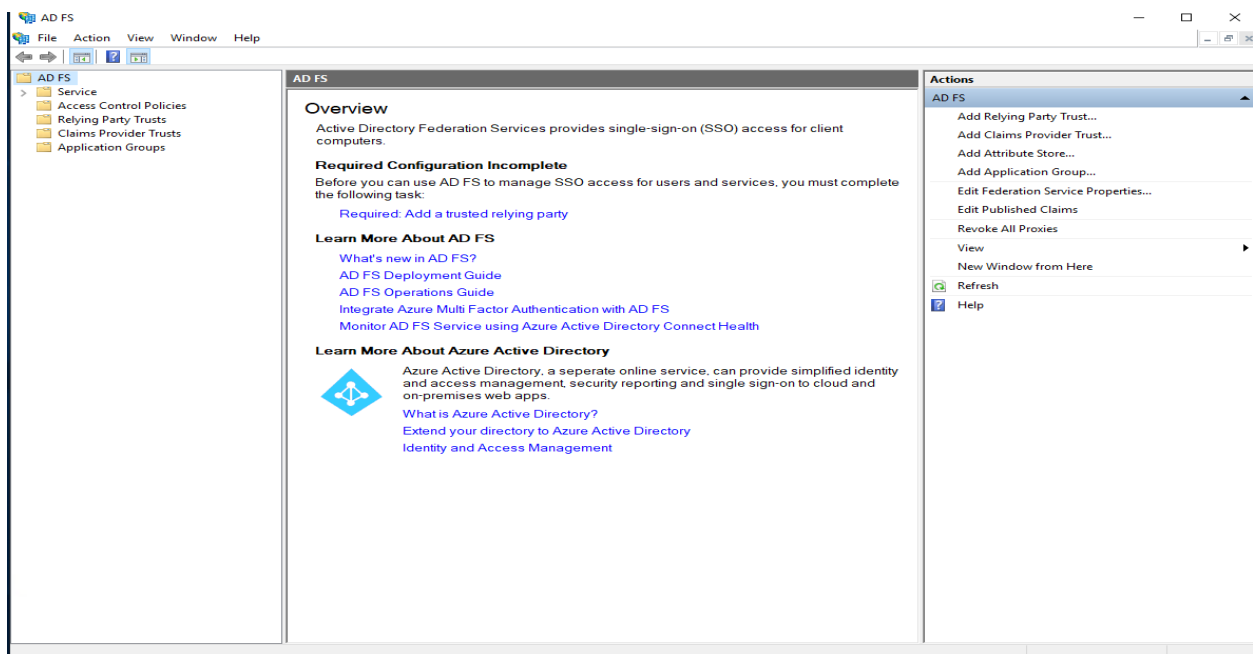 AD FS
File Action View Window Help
AD FS
Service
Access Control Policies
Relying Party Trusts
Claims Provider Trusts
Application Groups
AD FS
Overview
Active Directory Federation Services provides single-sign-on (SSO) access for client
computers.
Required Configuration Incomplete
Before you can use AD FS to manage SSO access for users and services, you must complete
the following task:
Required: Add a trusted relying party
Learn More About AD FS
What's new in AD FS?
AD FS Deployment Guide
AD FS Operations Guide
Integrate Azure Multi Factor Authentication with AD FS
Monitor AD FS Service using Azure Active Directory Connect Health
Learn More About Azure Active Directory
Azure Active Directory, a seperate online service, can provide simplified identity
and access management, security reporting and single sign-on to cloud and
on-premises web apps.
What is Azure Active Directory?
Extend your directory to Azure Active Directory
Identity and Access Management
Actions
AD FS
Add Relying Party Trust...
Add Claims Provider Trust...
Add Attribute Store...
Add Application Group...
Edit Federation Service Properties...
Edit Published Claims
Revoke All Proxies
View
New Window from Here
Refresh
Help